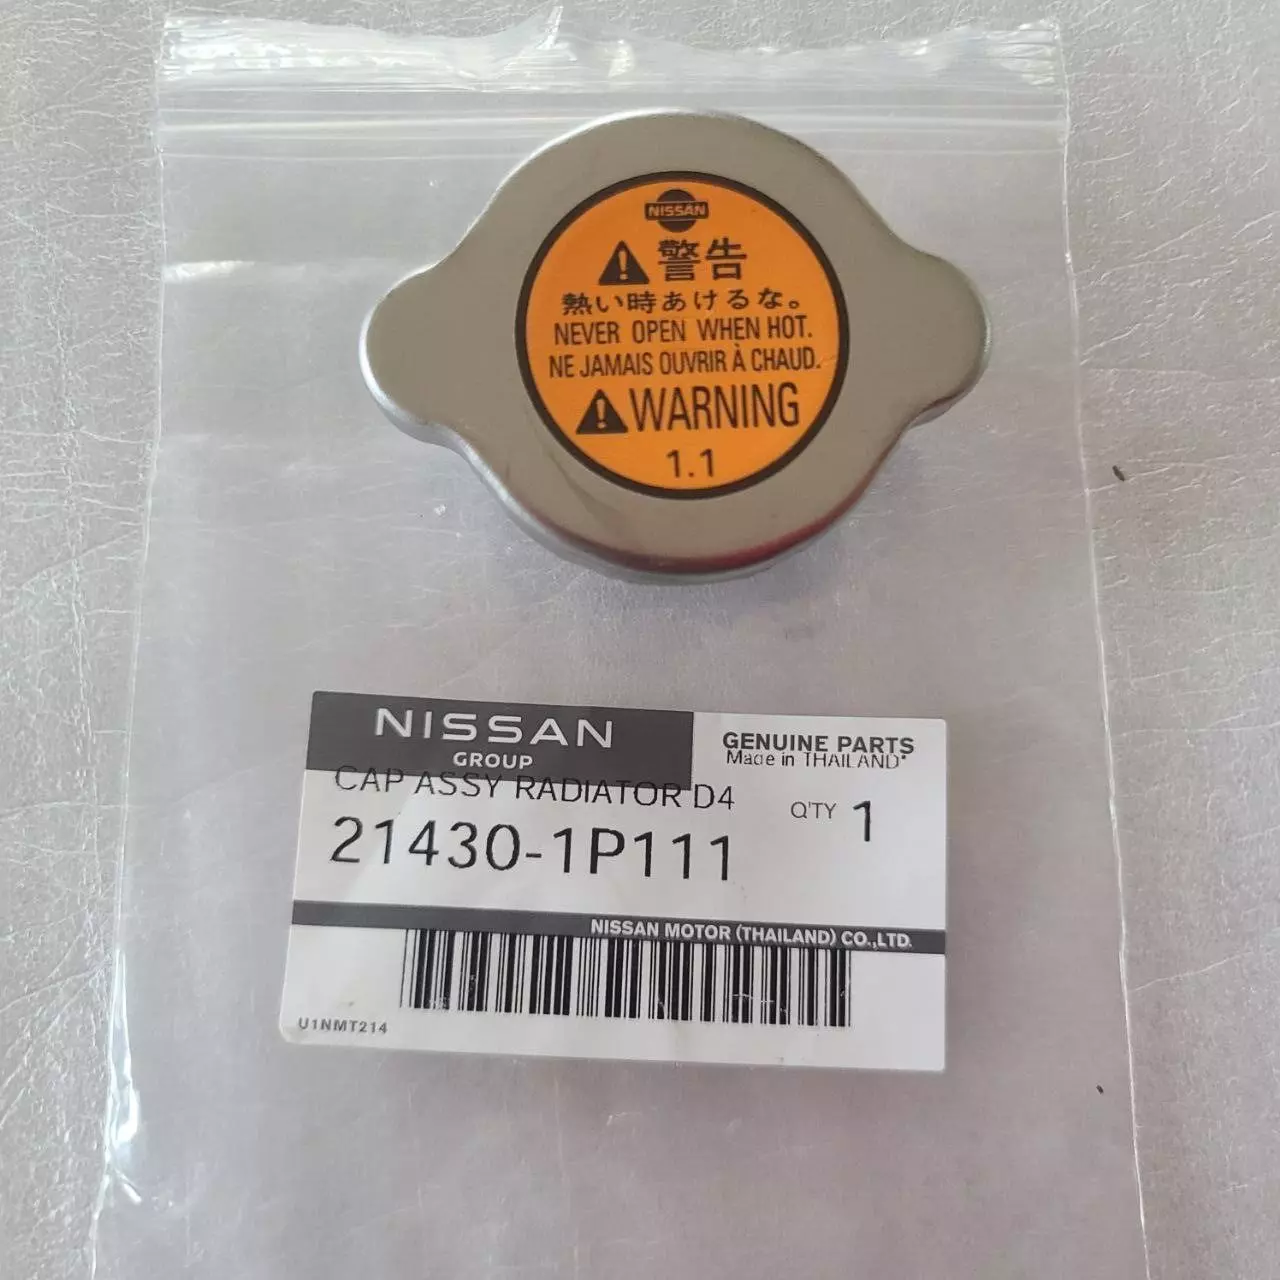 NISSAN
警告
熱い時あけるな。
NEVER OPEN WHEN HOT.
NE JAMAIS OUVRIR À CHAUD.
WARNING
1.1
NISSAN
GROUP
GENUINE PARTS
Made in THAILAND
CAP ASSY RADIATOR D4
Q'TY 1
21430-1P111
NISSAN MOTOR (THAILAND) CO.,LTD.
U1NMT214